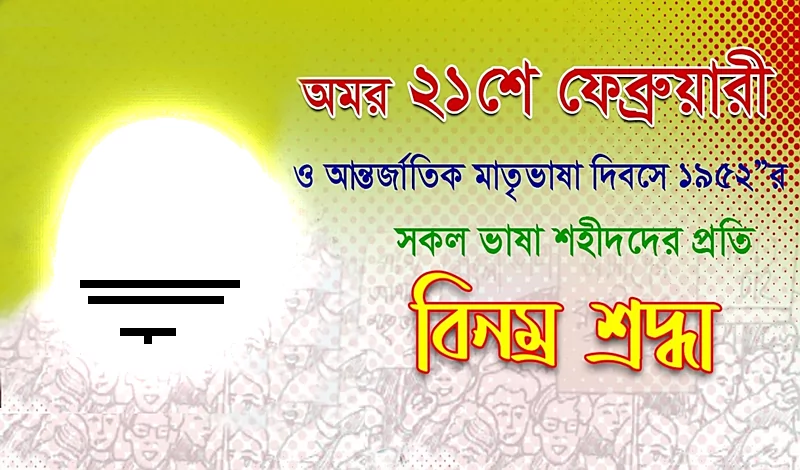 অমর ২১শে ফেব্রুয়ারী
ও আন্তর্জাতিক মাতৃভাষা দিবসে ১৯৫২”র
সকল ভাষা শহীদদের প্রতি
বিনম্র শ্রদ্ধা